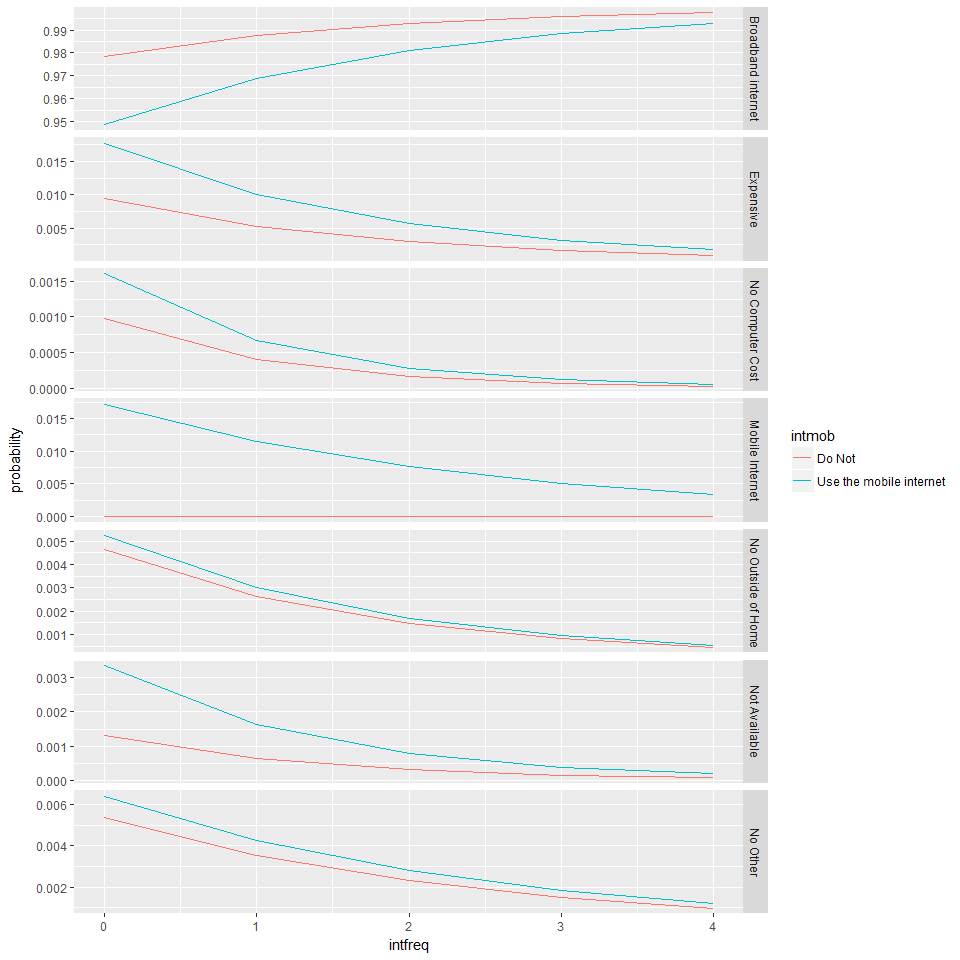 0.99
0.98
0.97
0.96
0.95
Broadband internet
0.015
0.010
0.005
Expensive
0.0015
0.0010
0.0005
0.0000
No Computer Cost
0.015
0.010
0.005
0.000
Mobile Internet
0.005
0.004
0.003
0.002
0.001
No Outside of Home
0.003
0.002
0.001
0.000
Not Available
0.006
0.004
0.002
No Other
0 1 2 3 4
intfreq
probability
intmob
Do Not
Use the mobile internet